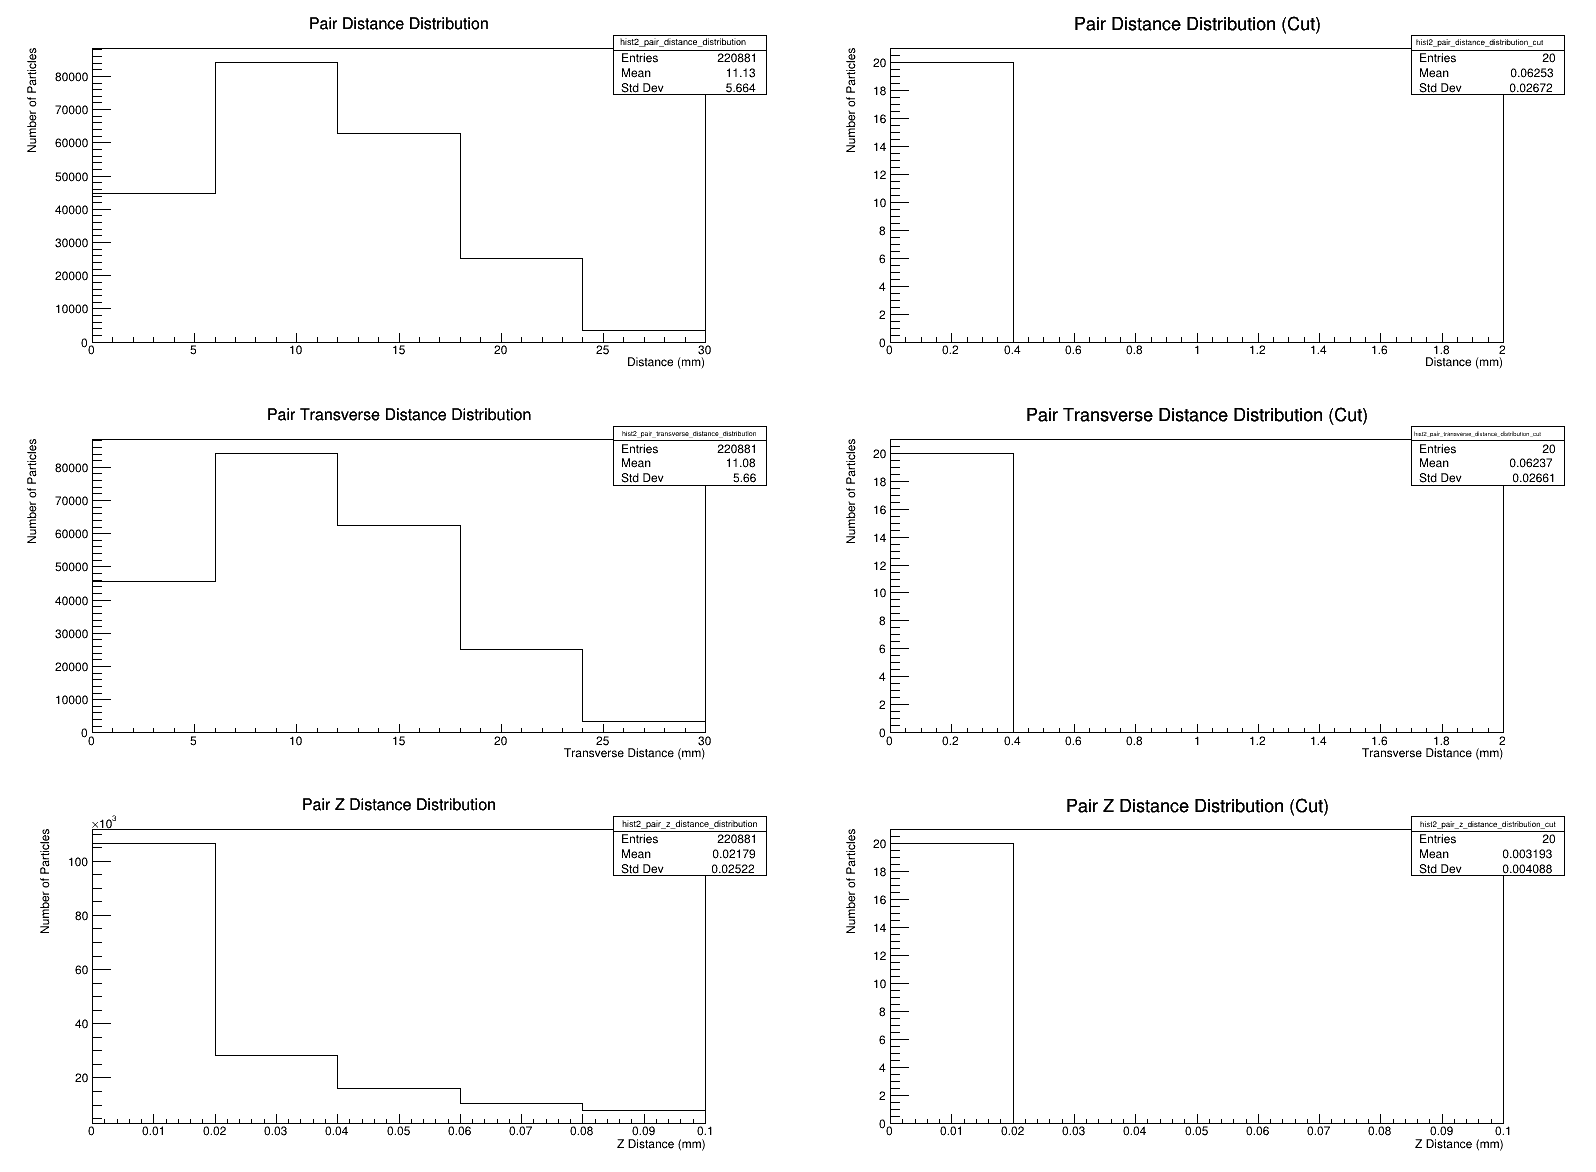 Pair Distance Distribution
hist2_pair_distance_distribution
Entries 220881
Mean 11.13
Std Dev 5.664
Number of Particles
80000
70000
60000
50000
40000
30000
20000
10000
0
0 5 10 15 20 25 30
Distance (mm)
Pair Distance Distribution (Cut)
hist2_pair_distance_distribution_cut
Entries 20
Mean 0.06253
Std Dev 0.02672
Number of Particles
20
18
16
14
12
10
8
6
4
2
0
0 0.2 0.4 0.6 0.8 1 1.2 1.4 1.6 1.8 2
Distance (mm)
Pair Transverse Distance Distribution
hist2_pair_transverse_distance_distribution
Entries 220881
Mean 11.08
Std Dev 5.66
Number of Particles
80000
70000
60000
50000
40000
30000
20000
10000
0
0 5 10 15 20 25 30
Transverse Distance (mm)
Pair Transverse Distance Distribution (Cut)
hist2_pair_transverse_distance_distribution_cut
Entries 20
Mean 0.06237
Std Dev 0.02661
Number of Particles
20
18
16
14
12
10
8
6
4
2
0
0 0.2 0.4 0.6 0.8 1 1.2 1.4 1.6 1.8 2
Transverse Distance (mm)
Pair Z Distance Distribution
hist2_pair_z_distance_distribution
Entries 220881
Mean 0.02179
Std Dev 0.02522
×10³
Number of Particles
100
80
60
40
20
0 0.01 0.02 0.03 0.04 0.05 0.06 0.07 0.08 0.09 0.1
Z Distance (mm)
Pair Z Distance Distribution (Cut)
hist2_pair_z_distance_distribution_cut
Entries 20
Mean 0.003193
Std Dev 0.004088
Number of Particles
20
18
16
14
12
10
8
6
4
2
0
0 0.01 0.02 0.03 0.04 0.05 0.06 0.07 0.08 0.09 0.1
Z Distance (mm)